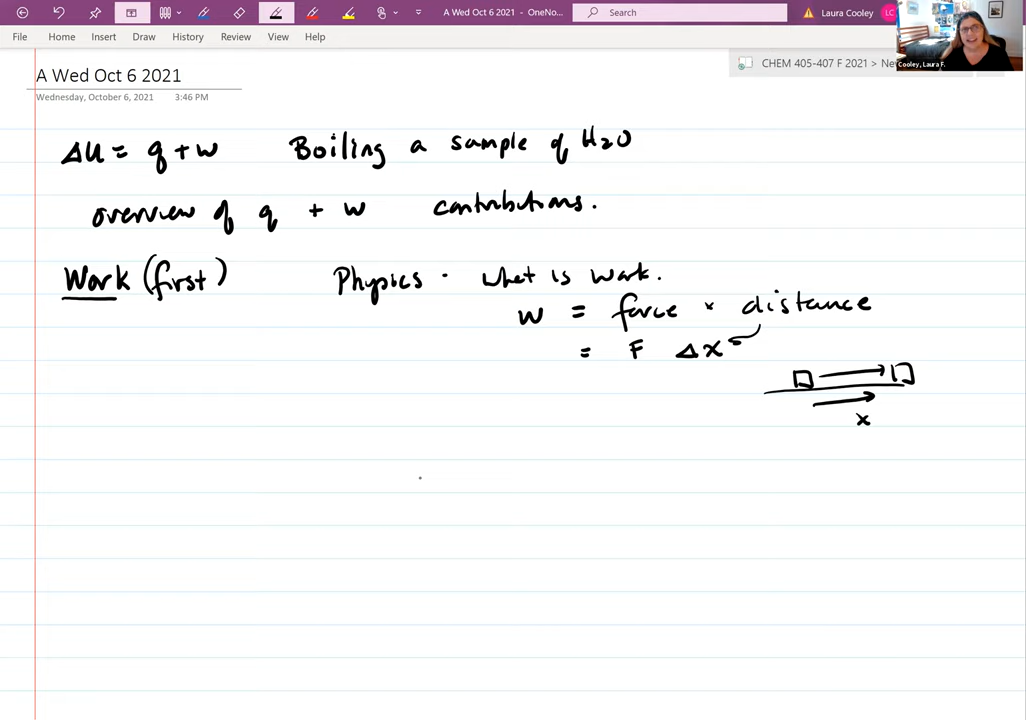 A Wed Oct 6 2021 - OneNo...
Search
Laura Cooley
LC
File Home Insert Draw History Review View Help
Cooley, Laura F.
CHEM 405-407 F 2021 >
A Wed Oct 6 2021
Wednesday, October 6, 2021 3:46 PM
ΔU = q + w Boiling a sample of H2O
overview of q + w contributions.
Work (first) Physics - what is work.
w = force × distance
= F Δx
x